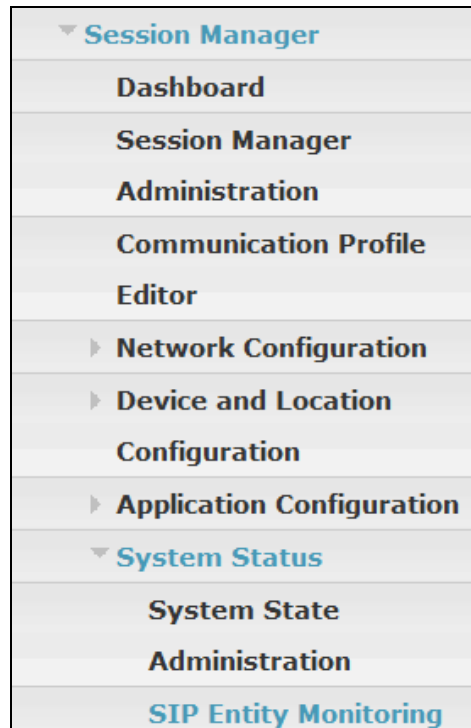 Session Manager
Dashboard
Session Manager
Administration
Communication Profile
Editor
Network Configuration
Device and Location
Configuration
Application Configuration
System Status
System State
Administration
SIP Entity Monitoring